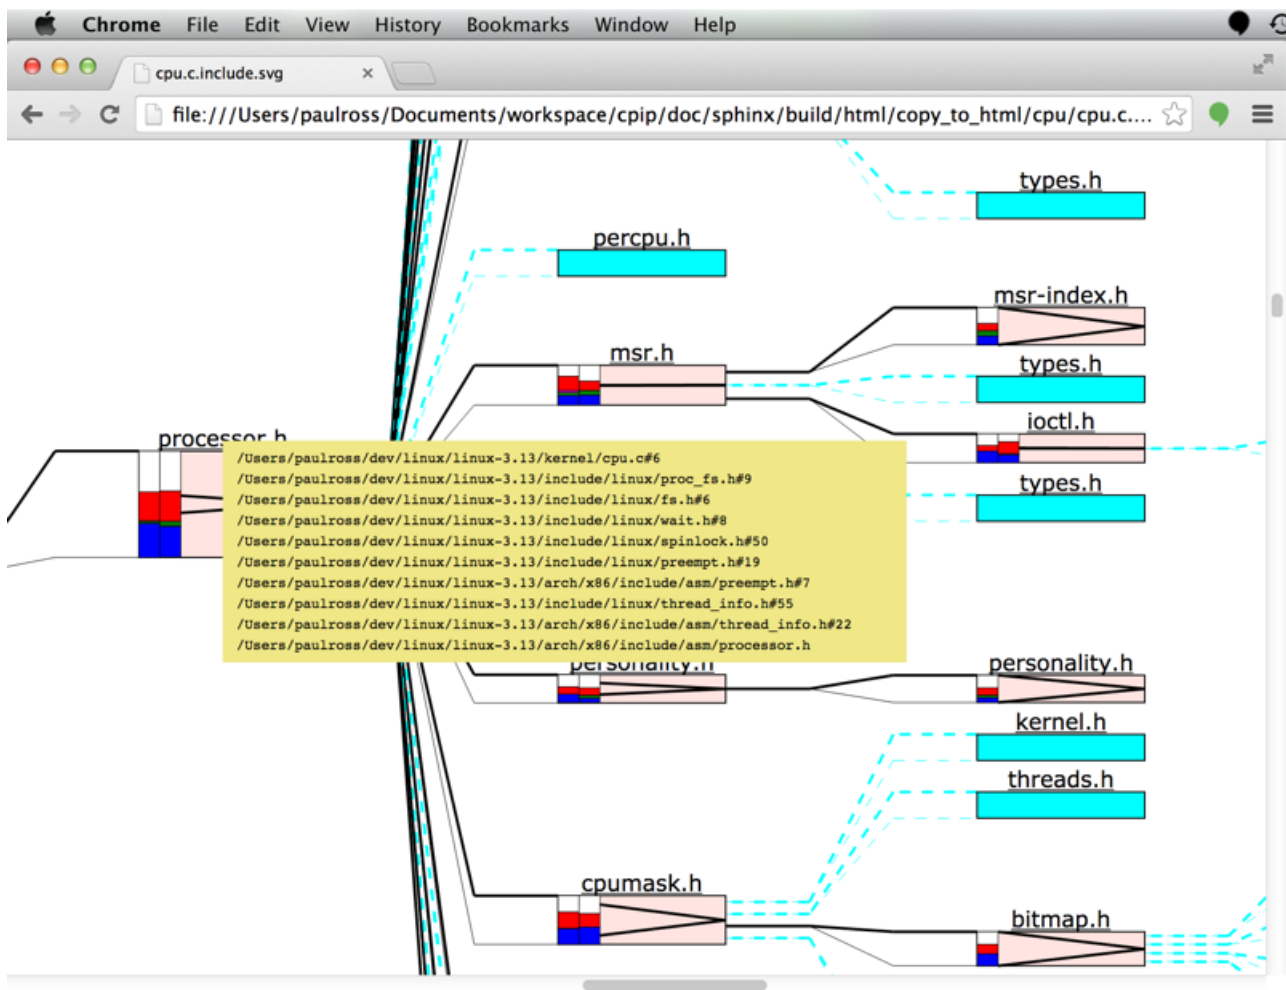 Chrome File Edit View History Bookmarks Window Help
cpu.c.include.svg
file:///Users/paulross/Documents/workspace/cpip/doc/sphinx/build/html/copy_to_html/cpu/cpu.c....
types.h
percpu.h
msr-index.h
msr.h
types.h
ioctl.h
processor.h
types.h
/Users/paulross/dev/linux/linux-3.13/kernel/cpu.c#6
/Users/paulross/dev/linux/linux-3.13/include/linux/proc_fs.h#9
/Users/paulross/dev/linux/linux-3.13/include/linux/fs.h#6
/Users/paulross/dev/linux/linux-3.13/include/linux/wait.h#8
/Users/paulross/dev/linux/linux-3.13/include/linux/spinlock.h#50
/Users/paulross/dev/linux/linux-3.13/include/linux/preempt.h#19
/Users/paulross/dev/linux/linux-3.13/arch/x86/include/asm/preempt.h#7
/Users/paulross/dev/linux/linux-3.13/include/linux/thread_info.h#55
/Users/paulross/dev/linux/linux-3.13/arch/x86/include/asm/thread_info.h#22
/Users/paulross/dev/linux/linux-3.13/arch/x86/include/asm/processor.h
personality.h
personality.h
kernel.h
threads.h
cpumask.h
bitmap.h